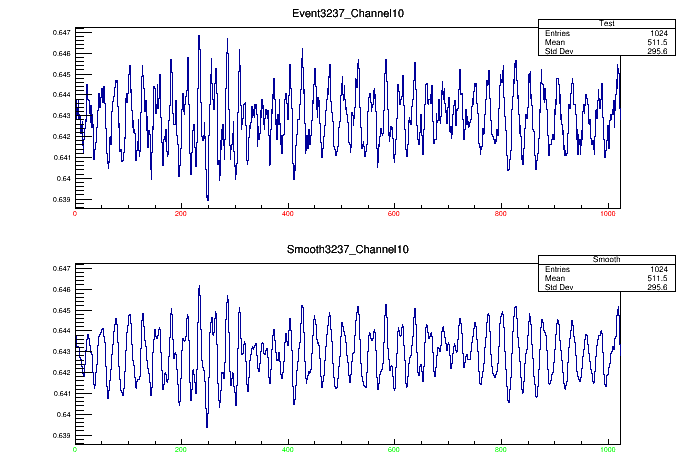 Event3237_Channel10
Test
Entries 1024
Mean 511.5
Std Dev 295.6
0.647
0.646
0.645
0.644
0.643
0.642
0.641
0.64
0.639
0 200 400 600 800 1000
Smooth3237_Channel10
Smooth
Entries 1024
Mean 511.5
Std Dev 295.6
0.647
0.646
0.645
0.644
0.643
0.642
0.641
0.64
0.639
0 200 400 600 800 1000